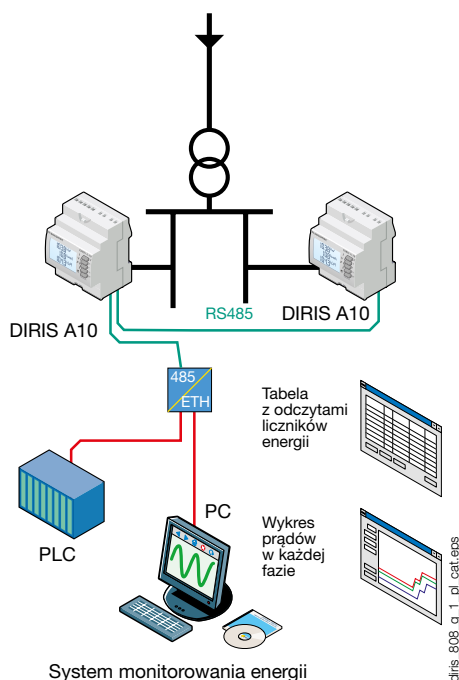 RS485
DIRIS A10
DIRIS A10
485
ETH
Tabela
z odczytami
liczników
energii
PC
PLC
Wykres
prądów
w każdej
fazie
System monitorowania energii
diris_808_g_1_pl_cat.eps